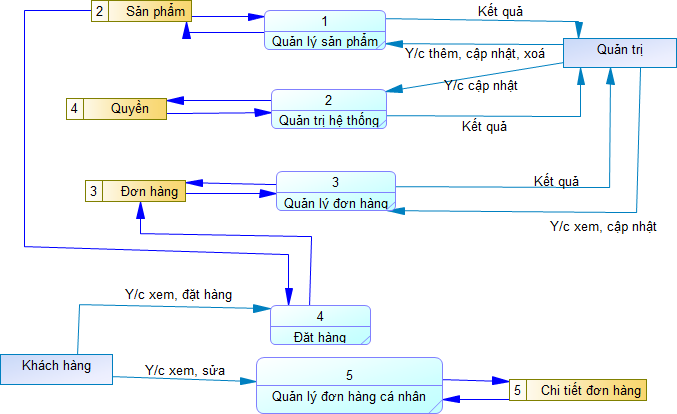 2 Sản phẩm
1
Quản lý sản phẩm
Kết quả
Y/c thêm, cập nhật, xoá
Quản trị
Y/c cập nhật
4 Quyền
2
Quản trị hệ thống
Kết quả
3 Đơn hàng
3
Quản lý đơn hàng
Kết quả
Y/c xem, cập nhật
Y/c xem, đặt hàng
4
Đặt hàng
Khách hàng
Y/c xem, sửa
5
Quản lý đơn hàng cá nhân
5 Chi tiết đơn hàng